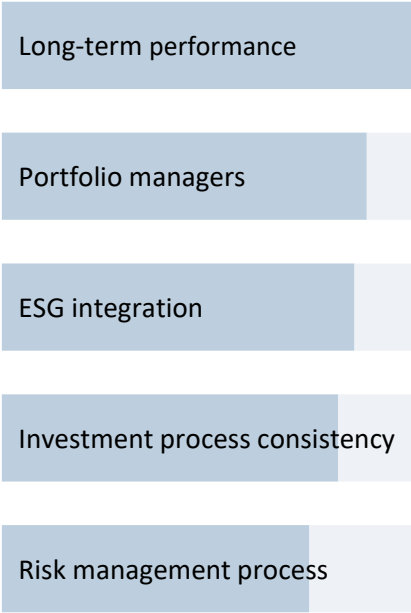 Long-term performance
Portfolio managers
ESG integration
Investment process consistency
Risk management process